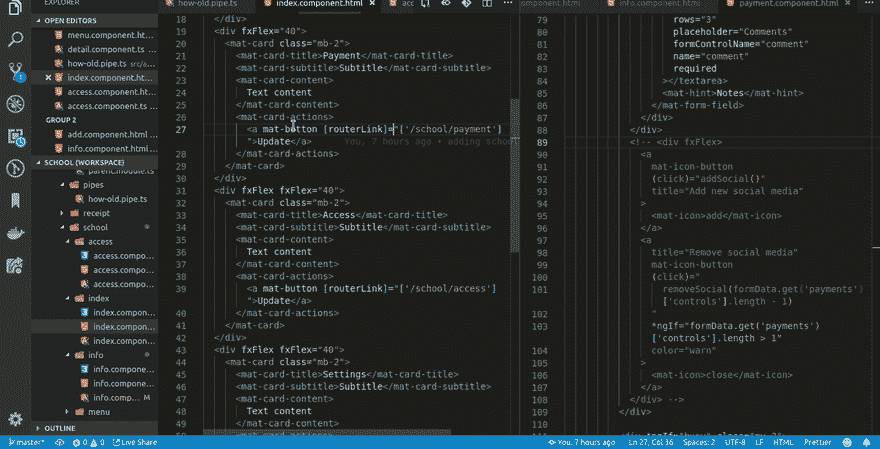 EXPLORER
OPEN EDITORS
menu.component.ht...
detail.component.ts ...
how-old.pipe.ts src/a...
index.component.ht...
access.component.ht...
access.component.ts ...
GROUP 2
add.component.html ...
info.component.html ...
SCHOOL (WORKSPACE)
parent.module.ts
pipes
how-old.pipe.ts
receipt
school
access
access.compo...
access.compo...
access.compo...
index
index.compon...
index.compon...
index.compon...
info
info.compone...
info.compone...
info.comp... M
menu
OUTLINE
index.component.html
18 </div>
19 <div fxFlex="40">
20 <mat-card class="mb-2">
21 <mat-card-title>Payment</mat-card-title>
22 <mat-card-subtitle>Subtitle</mat-card-subtitle>
23 <mat-card-content>
24 Text content
25 </mat-card-content>
26 <mat-card-actions>
27 <a mat-button [routerLink]="['/school/payment']
">Update</a> You, 7 hours ago • adding scho
28 </mat-card-actions>
29 </mat-card>
30 </div>
31 <div fxFlex fxFlex="40">
32 <mat-card class="mb-2">
33 <mat-card-title>Access</mat-card-title>
34 <mat-card-subtitle>Subtitle</mat-card-subtitle>
35 <mat-card-content>
36 Text content
37 </mat-card-content>
38 <mat-card-actions>
39 <a mat-button [routerLink]="['/school/access']
">Update</a>
40 </mat-card-actions>
41 </mat-card>
42 </div>
43 <div fxFlex fxFlex="40">
44 <mat-card class="mb-2">
45 <mat-card-title>Settings</mat-card-title>
46 <mat-card-subtitle>Subtitle</mat-card-subtitle>
47 <mat-card-content>
48 Text content
49 </mat-card-content>
component.html
info.component.html
payment.component.html
79 rows="3"
80 placeholder="Comments"
81 formControlName="comment"
82 name="comment"
83 required
84 ></textarea>
85 <mat-hint>Notes</mat-hint>
86 </mat-form-field>
87 </div>
88 </div>
89 <!-- <div fxFlex>
90 <a
91 mat-icon-button
92 (click)="addSocial()"
93 title="Add new social media"
94 >
95 <mat-icon>add</mat-icon>
96 </a>
97 <a
98 title="Remove social media"
99 mat-icon-button
100 (click)="
101 removeSocial(formData.get('payments')
['controls'].length - 1)
102 "
103 *ngIf="formData.get('payments')
['controls'].length > 1"
104 color="warn"
105 >
106 <mat-icon>close</mat-icon>
107 </a>
108 </div> -->
109 </div>
110
master* 0 0 Live Share You, 7 hours ago Ln 27, Col 36 Spaces: 2 UTF-8 LF HTML Prettier